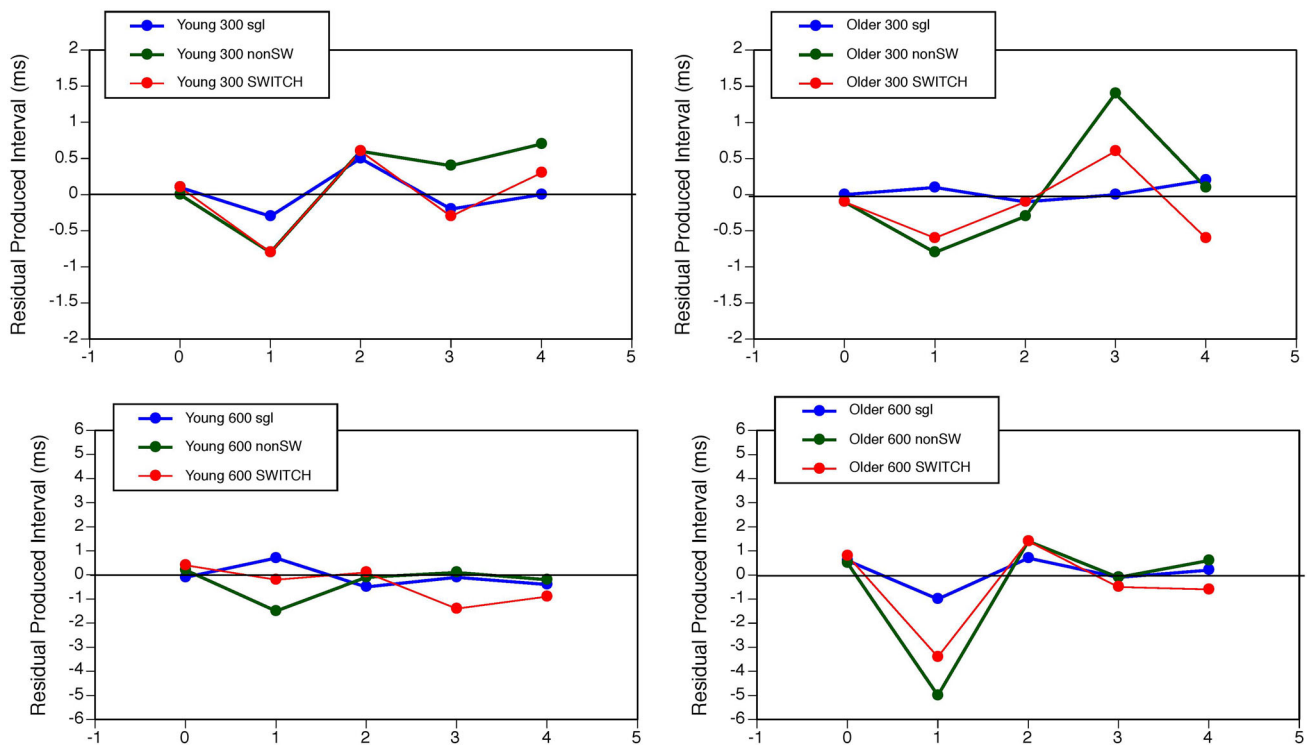 Young 300 sgl
Young 300 nonSW
Young 300 SWITCH
Residual Produced Interval (ms)
2
1.5
1
0.5
0
-0.5
-1
-1.5
-2
-1 0 1 2 3 4 5
Older 300 sgl
Older 300 nonSW
Older 300 SWITCH
Residual Produced Interval (ms)
2
1.5
1
0.5
0
-0.5
-1
-1.5
-2
-1 0 1 2 3 4 5
Young 600 sgl
Young 600 nonSW
Young 600 SWITCH
Residual Produced Interval (ms)
6
5
4
3
2
1
0
-1
-2
-3
-4
-5
-6
-1 0 1 2 3 4 5
Older 600 sgl
Older 600 nonSW
Older 600 SWITCH
Residual Produced Interval (ms)
6
5
4
3
2
1
0
-1
-2
-3
-4
-5
-6
-1 0 1 2 3 4 5